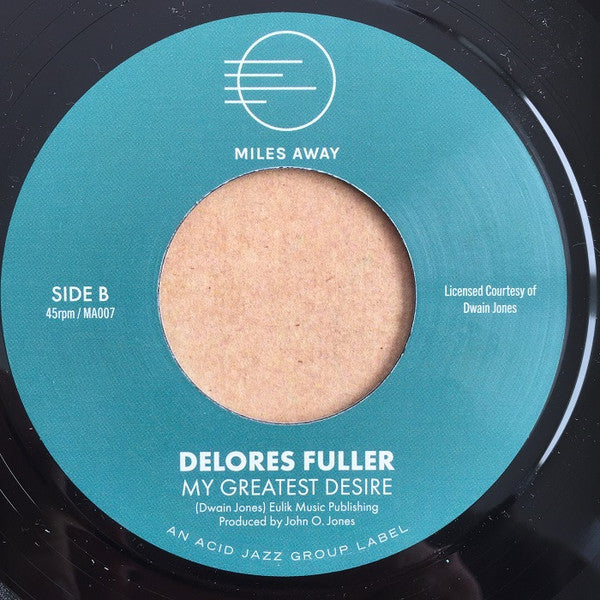 MILES AWAY
SIDE B
45rpm / MA007
Licensed Courtesy of
Dwain Jones
DELORES FULLER
MY GREATEST DESIRE
(Dwain Jones) Eulik Music Publishing
Produced by John O. Jones
AN ACID JAZZ GROUP LABEL